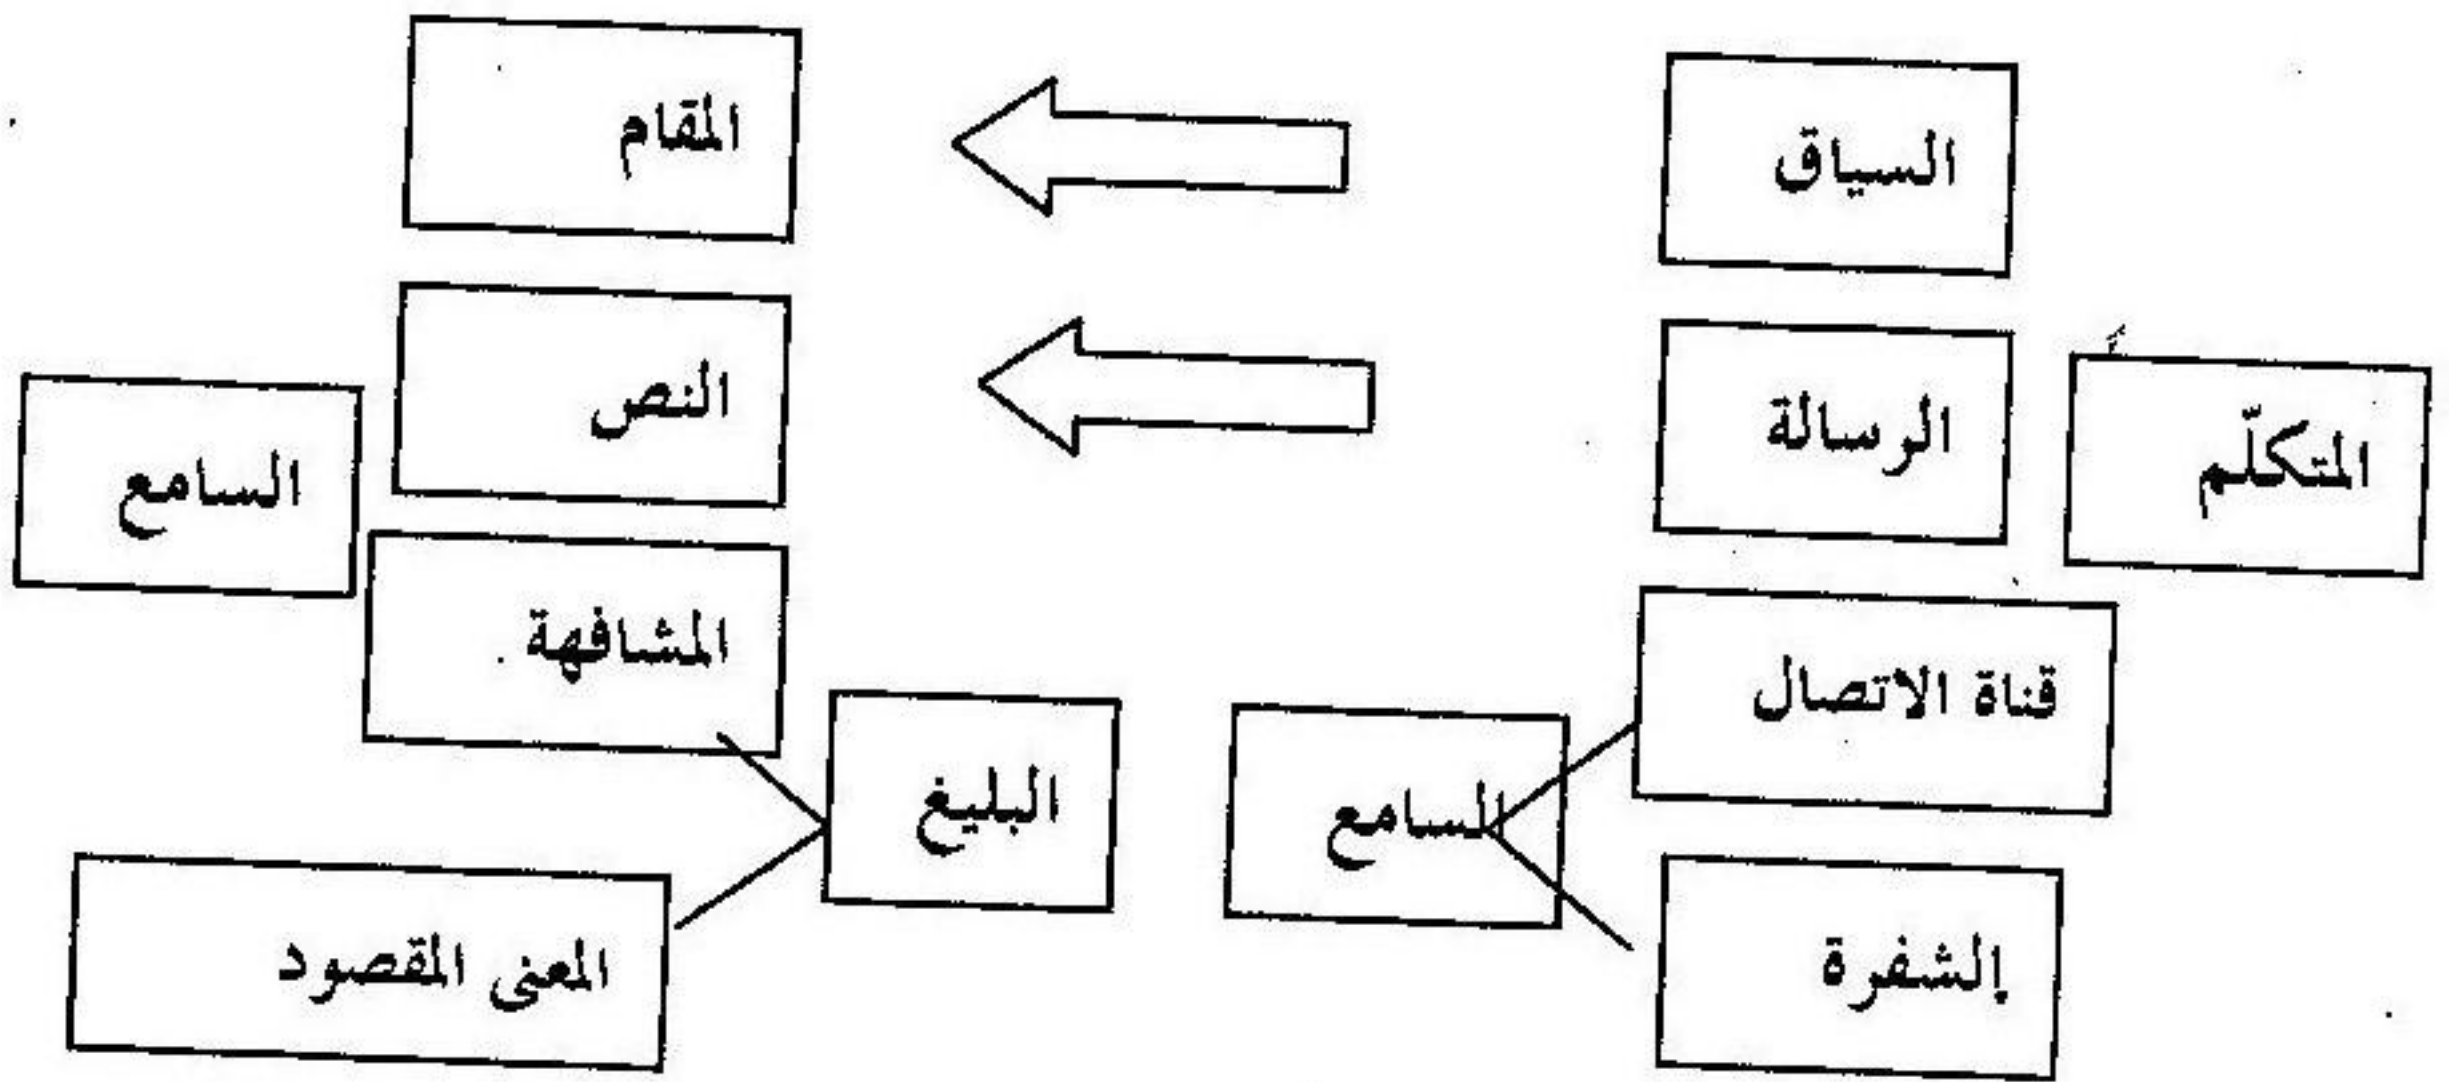 السياق
المقام
الرسالة
النص
المتكلّم
السامع
قناة الاتصال
المشافهة
السامع
البليغ
الشفرة
المعنى المقصود